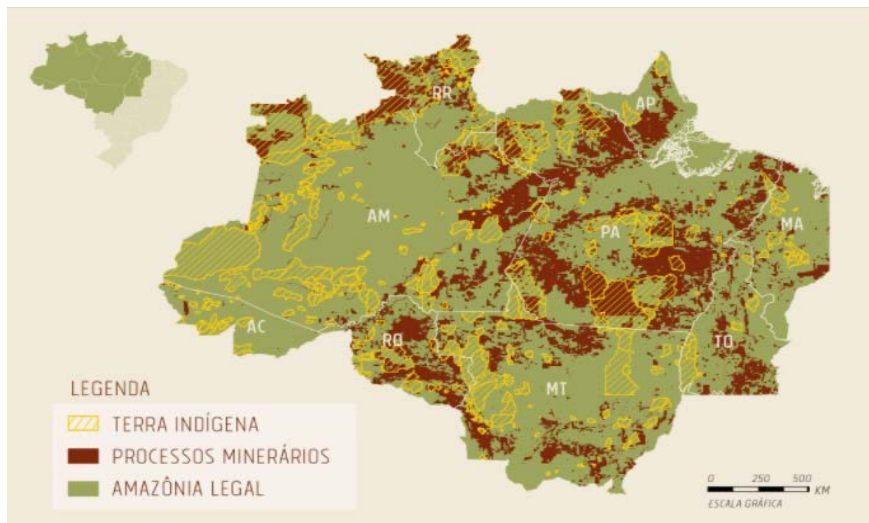 RR
AP
AM
PA
MA
AC
RO
TO
MT
LEGENDA
TERRA INDÍGENA
PROCESSOS MINERÁRIOS
AMAZÔNIA LEGAL
0 250 500
KM
ESCALA GRÁFICA